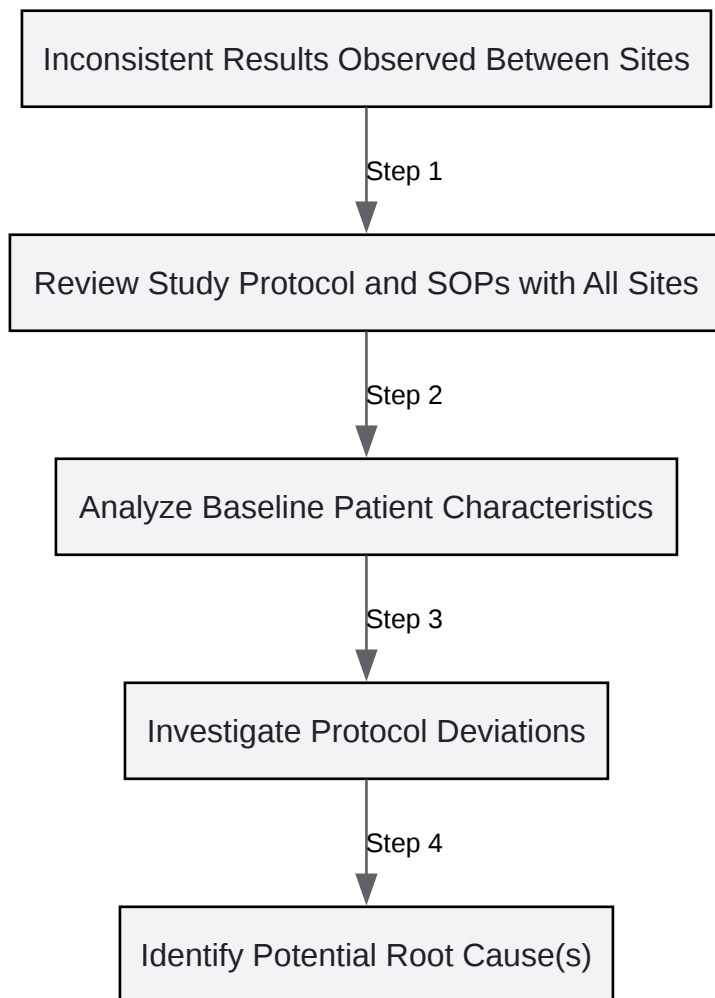 Inconsistent Results Observed Between Sites
Step 1
Review Study Protocol and SOPs with All Sites
Step 2
Analyze Baseline Patient Characteristics
Step 3
Investigate Protocol Deviations
Step 4
Identify Potential Root Cause(s)